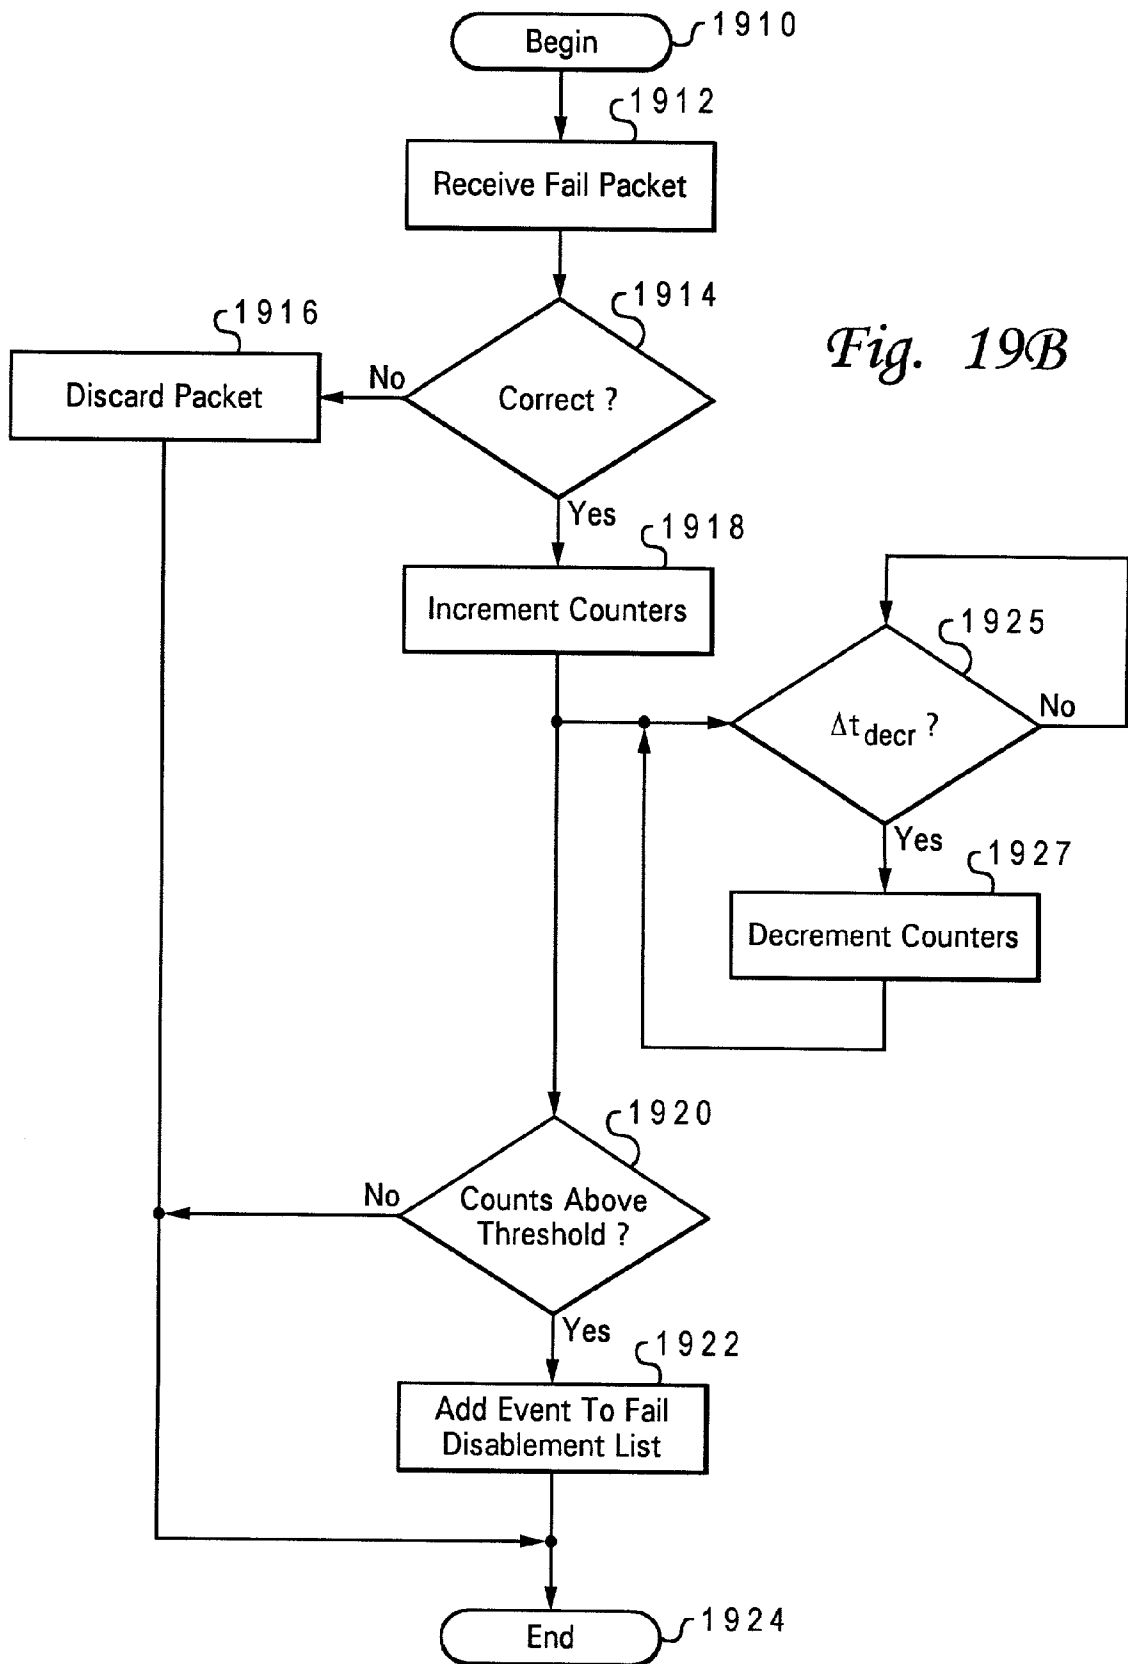 Begin
1910
1912
Receive Fail Packet
1914
1916
Fig. 19B
Discard Packet
No
Correct ?
Yes
1918
Increment Counters
1925
No
Δtdecr ?
Yes
1927
Decrement Counters
1920
No
Counts Above
Threshold ?
Yes
1922
Add Event To Fail
Disablement List
End
1924